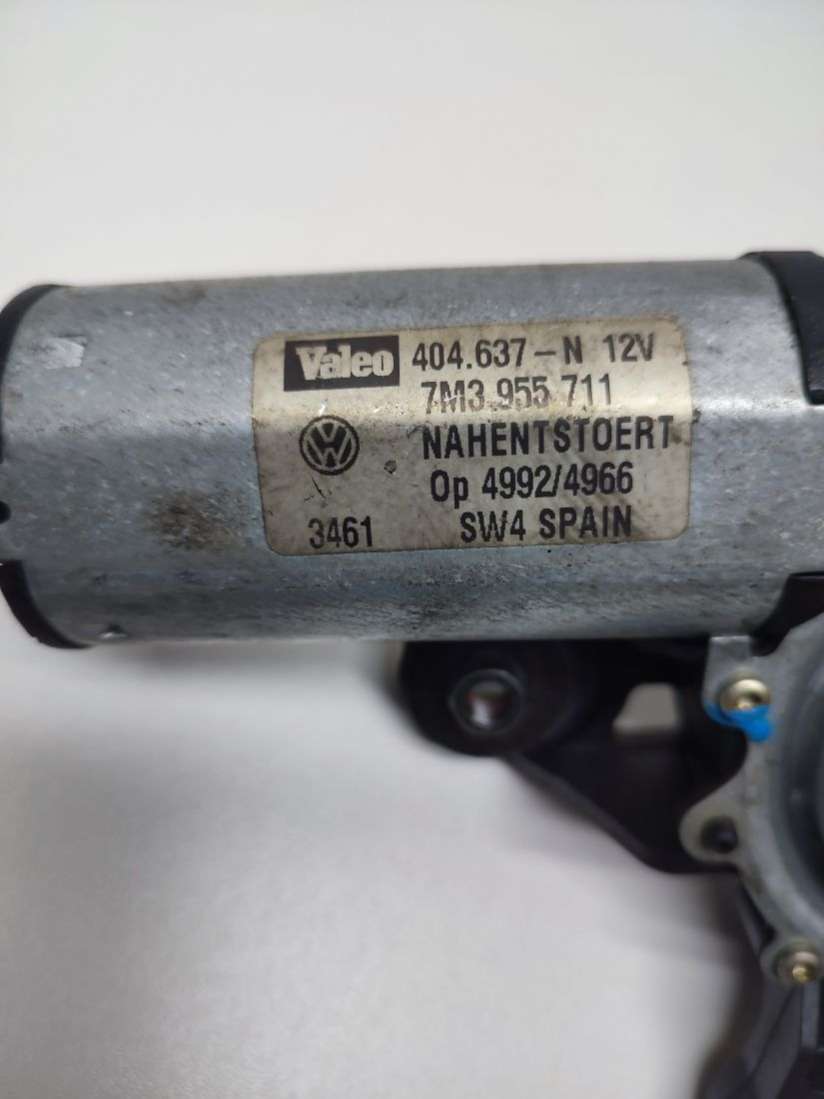 Valeo 404.637-N 12V
7M3 955 711
NAHENTSTOERT
Op 4992/4966
3461 SW4 SPAIN